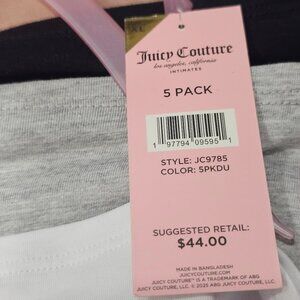 XL
Juicy Couture
los angeles, california
INTIMATES
5 PACK
1 97794 09595 1
STYLE: JC9785
COLOR: 5PKDU
SUGGESTED RETAIL:
$44.00
MADE IN BANGLADESH
JUICYCOUTURE.COM
JUICY COUTURE™ IS A TRADEMARK OF ABG
JUICY COUTURE, LLC. © 2025 ABG JUICY COUTURE, LLC.